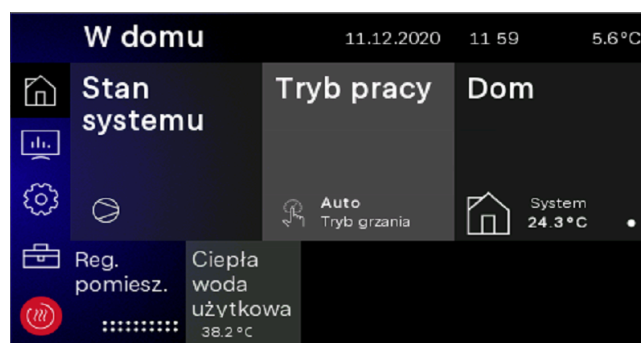 W domu 11.12.2020 11 59 5.6°C
Stan
systemu
Tryb pracy
Auto
Tryb grzania
Dom
System
24.3°C
Reg.
pomiesz.
Ciepła
woda
użytkowa
38.2°C